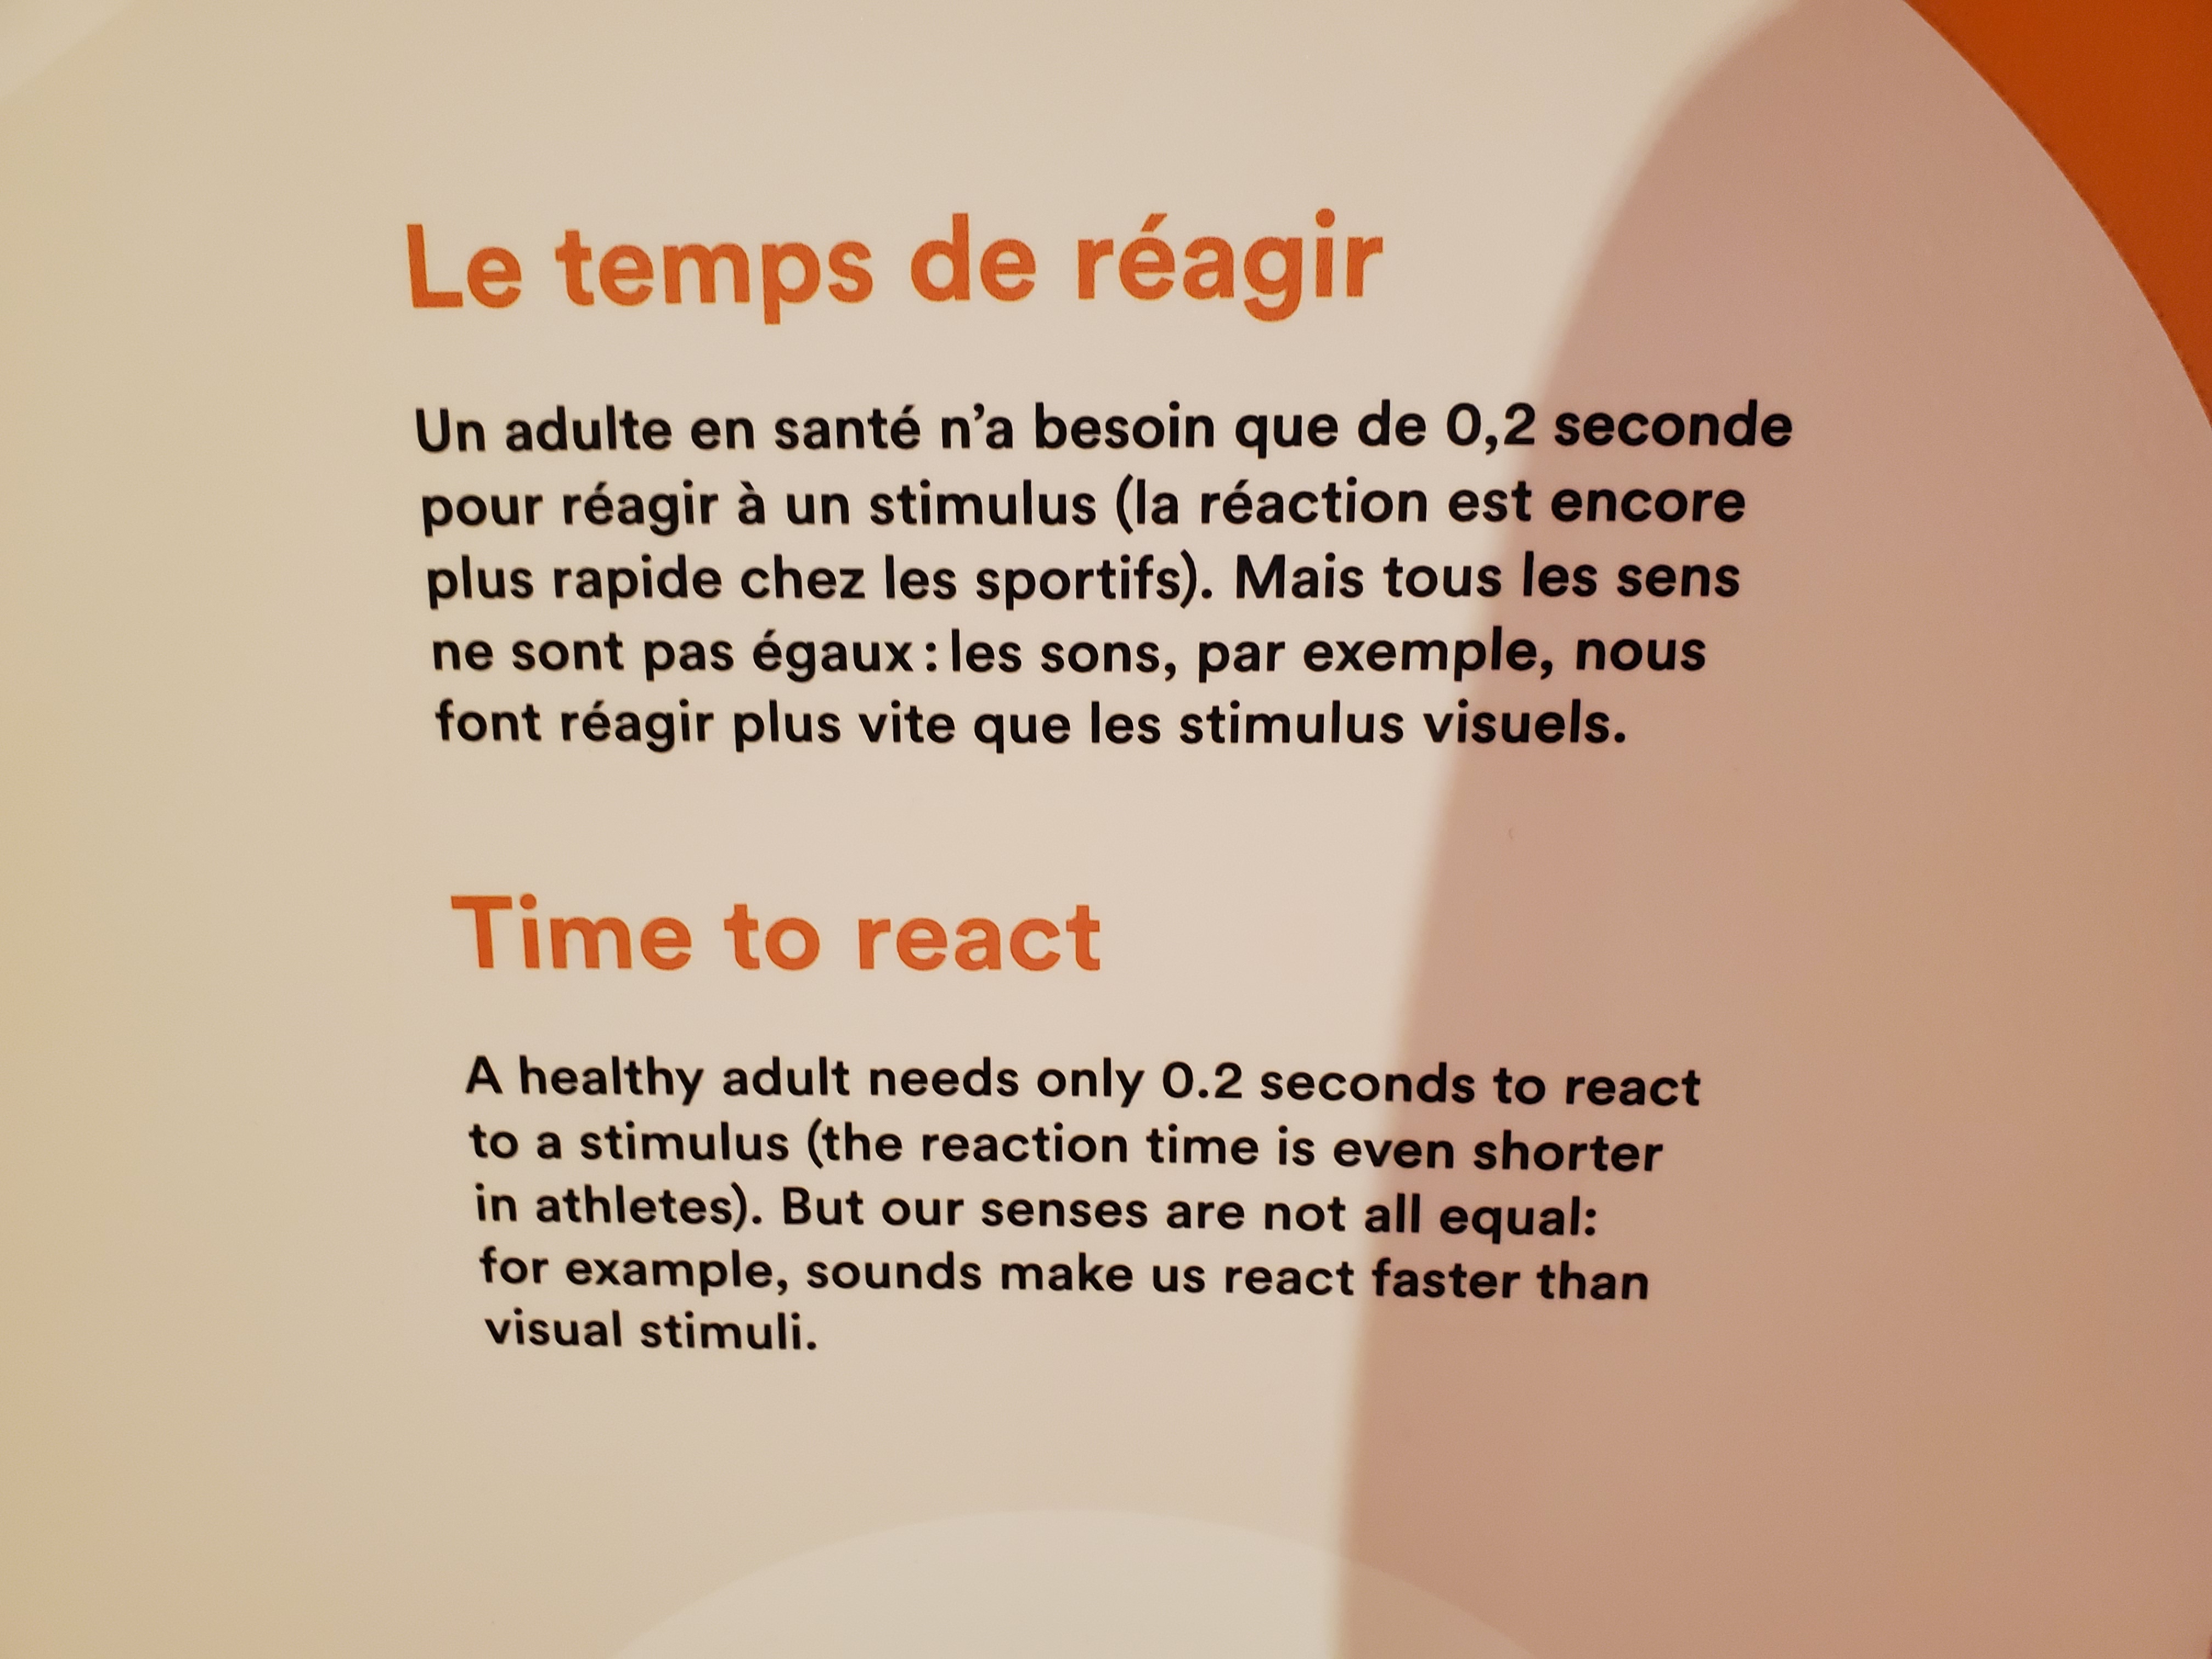 Le temps de réagir
Un adulte en santé n’a besoin que de 0,2 seconde
pour réagir à un stimulus (la réaction est encore
plus rapide chez les sportifs). Mais tous les sens
ne sont pas égaux : les sons, par exemple, nous
font réagir plus vite que les stimulus visuels.
Time to react
A healthy adult needs only 0.2 seconds to react
to a stimulus (the reaction time is even shorter
in athletes). But our senses are not all equal:
for example, sounds make us react faster than
visual stimuli.